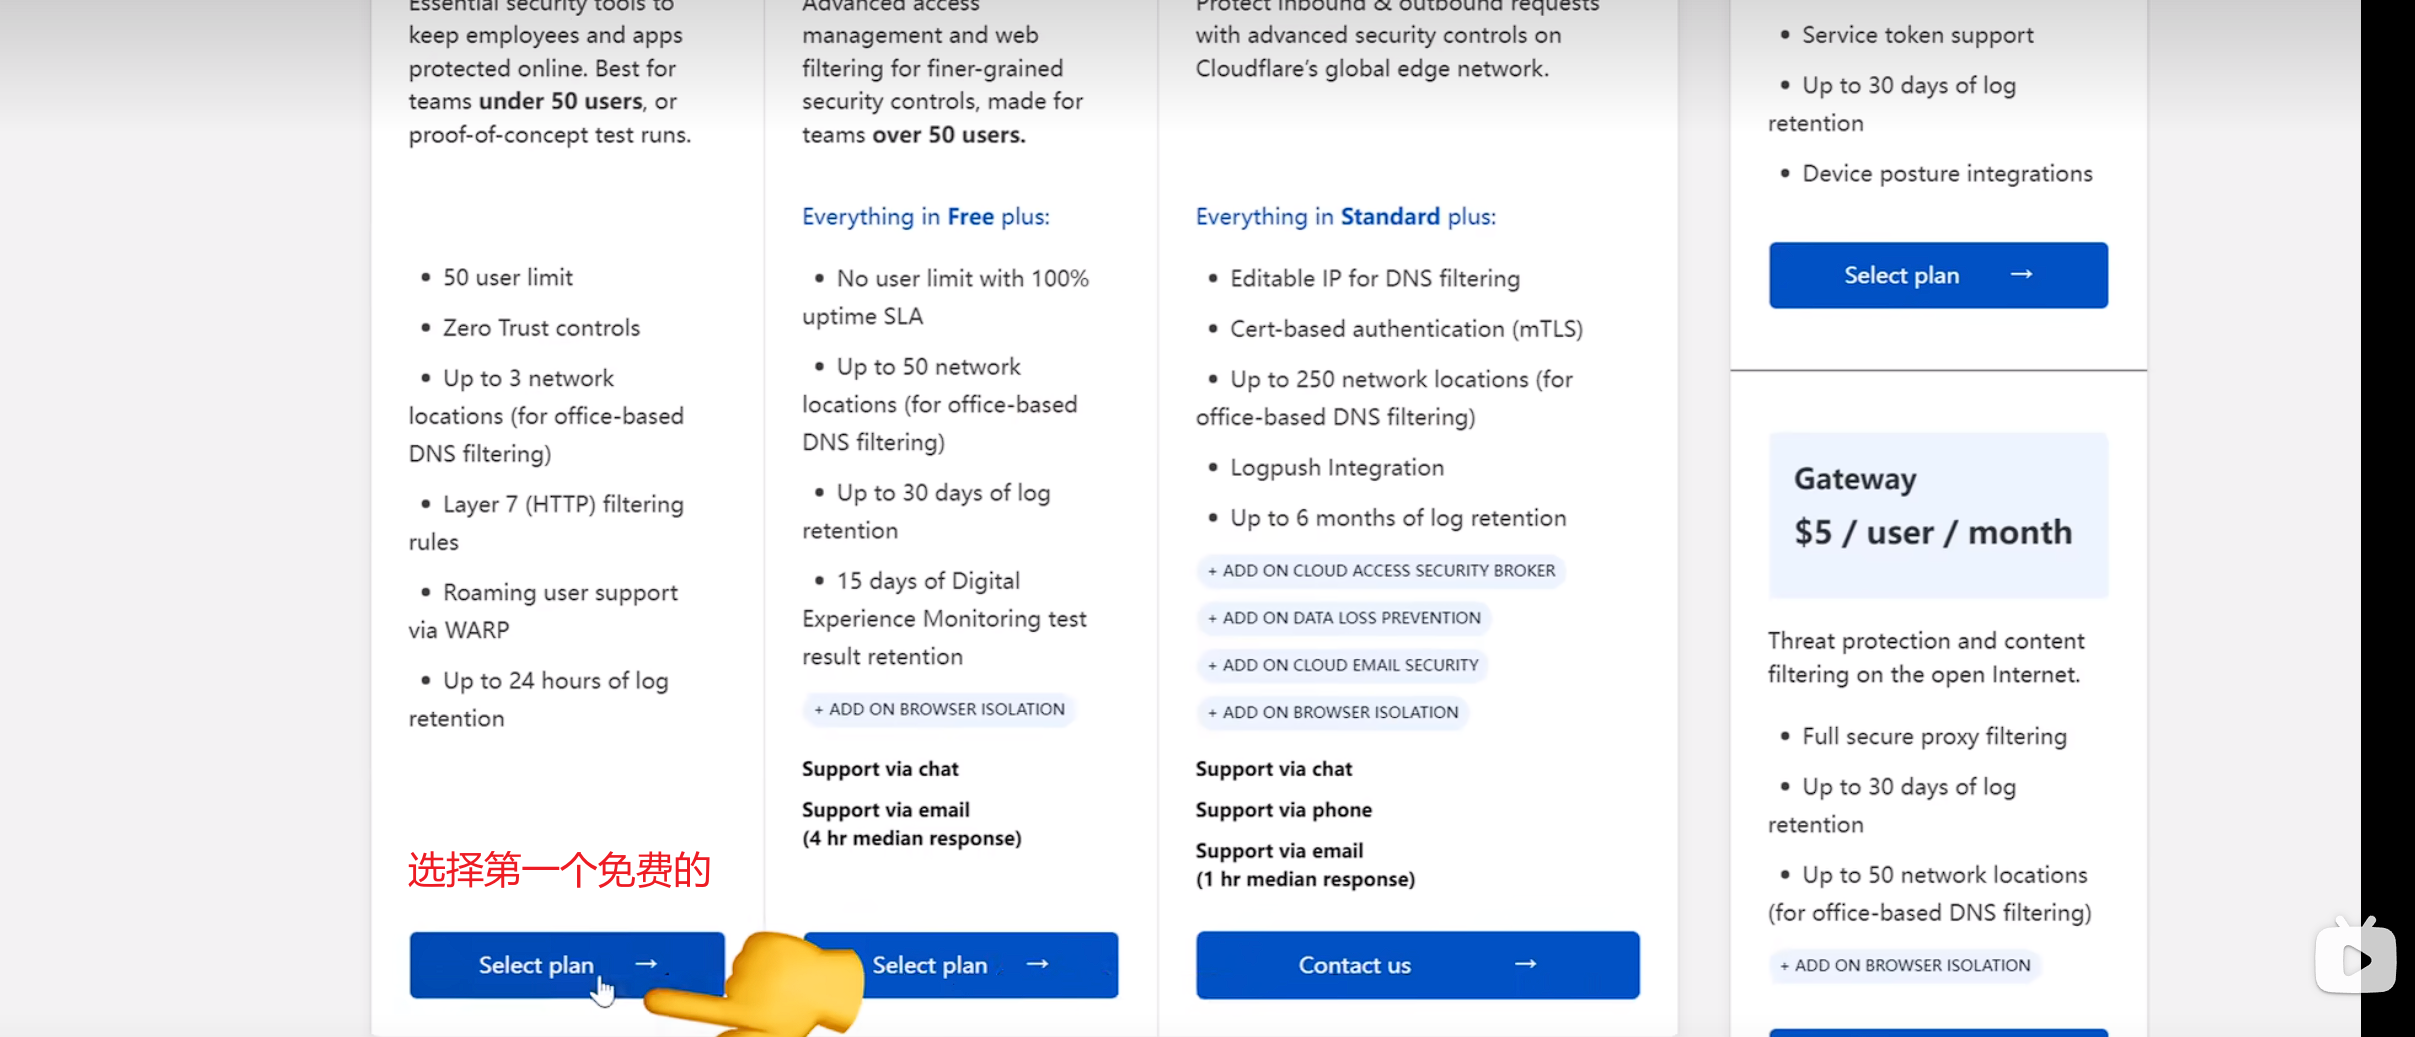 Essential security tools to
keep employees and apps
protected online. Best for
teams under 50 users, or
proof-of-concept test runs.
• 50 user limit
• Zero Trust controls
• Up to 3 network
locations (for office-based
DNS filtering)
• Layer 7 (HTTP) filtering
rules
• Roaming user support
via WARP
• Up to 24 hours of log
retention
选择第一个免费的
Select plan →
Advanced access
management and web
filtering for finer-grained
security controls, made for
teams over 50 users.
Everything in Free plus:
• No user limit with 100%
uptime SLA
• Up to 50 network
locations (for office-based
DNS filtering)
• Up to 30 days of log
retention
• 15 days of Digital
Experience Monitoring test
result retention
+ ADD ON BROWSER ISOLATION
Support via chat
Support via email
(4 hr median response)
Select plan →
Protect inbound & outbound requests
with advanced security controls on
Cloudflare’s global edge network.
Everything in Standard plus:
• Editable IP for DNS filtering
• Cert-based authentication (mTLS)
• Up to 250 network locations (for
office-based DNS filtering)
• Logpush Integration
• Up to 6 months of log retention
+ ADD ON CLOUD ACCESS SECURITY BROKER
+ ADD ON DATA LOSS PREVENTION
+ ADD ON CLOUD EMAIL SECURITY
+ ADD ON BROWSER ISOLATION
Support via chat
Support via phone
Support via email
(1 hr median response)
Contact us →
• Service token support
• Up to 30 days of log
retention
• Device posture integrations
Select plan →
Gateway
$5 / user / month
Threat protection and content
filtering on the open Internet.
• Full secure proxy filtering
• Up to 30 days of log
retention
• Up to 50 network locations
(for office-based DNS filtering)
+ ADD ON BROWSER ISOLATION